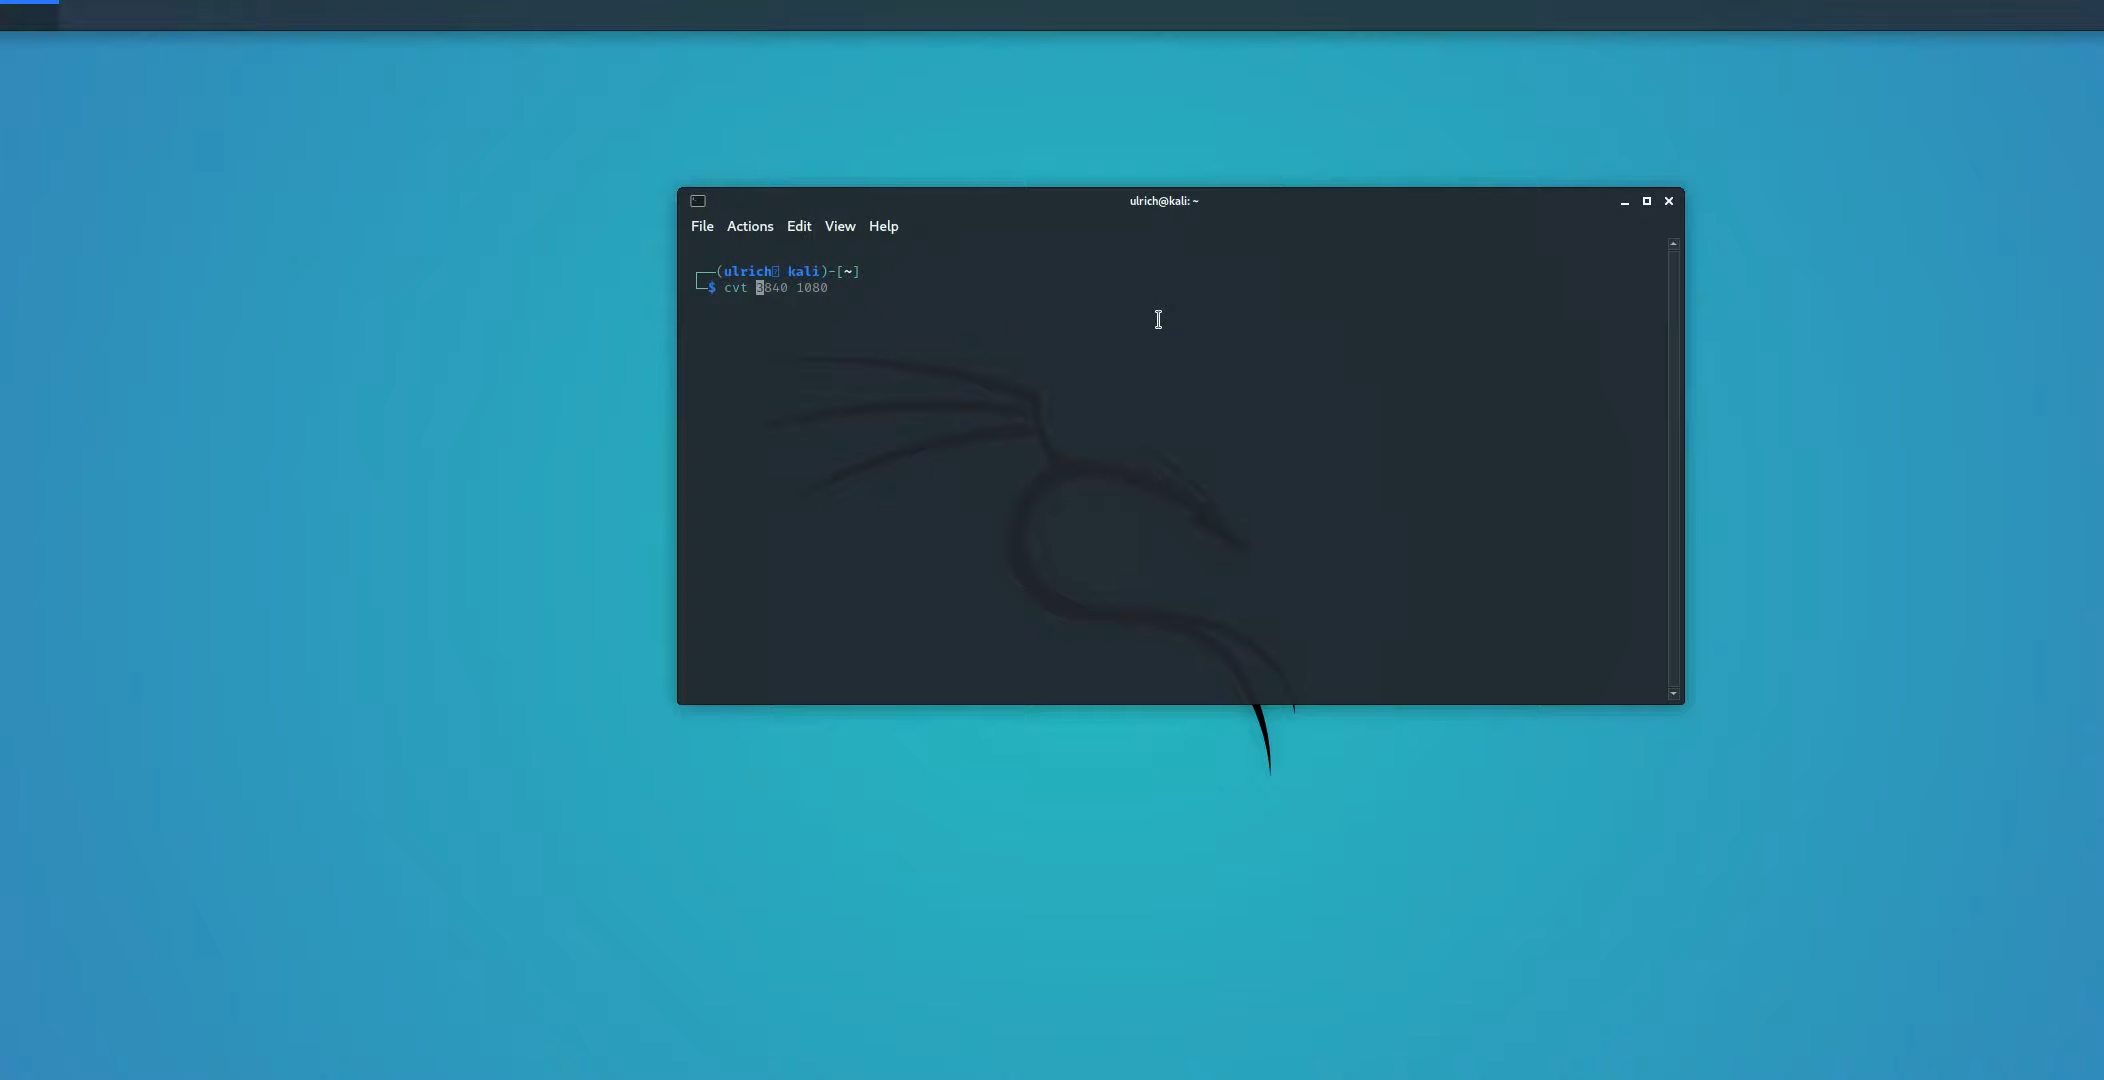 ulrich@kali: ~
File Actions Edit View Help
┌──(ulrich kali)-[~]
└─$ cvt 3840 1080